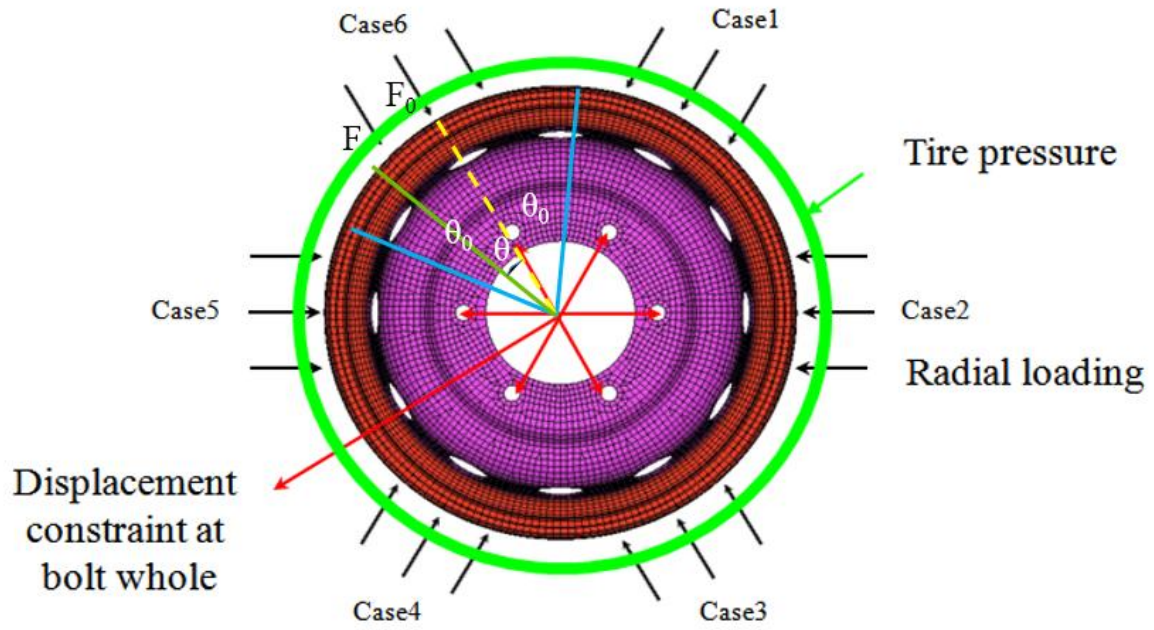 Case6
Case1
F₀
F
Tire pressure
θ₀
θ₀
θ
Case5
Case2
Radial loading
Displacement
constraint at
bolt whole
Case4
Case3